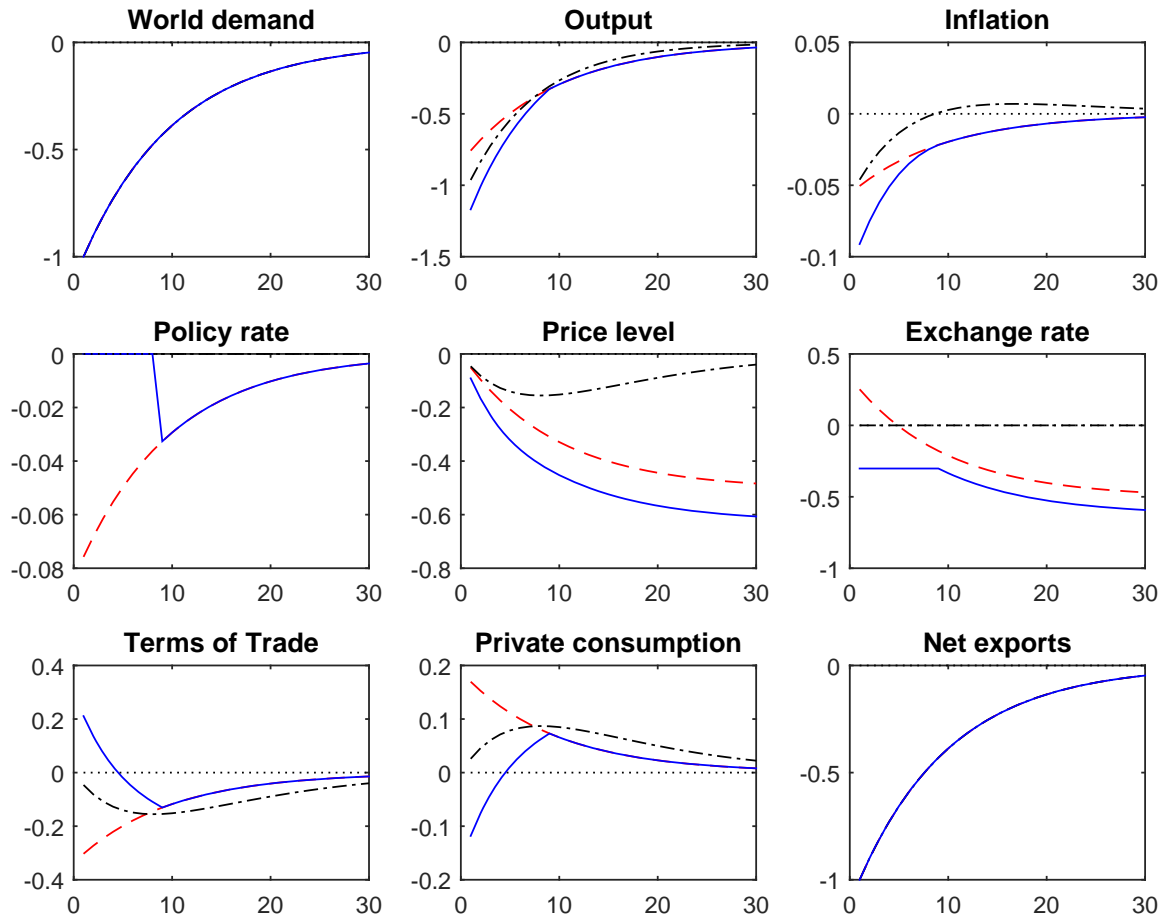 World demand
Output
Inflation
0
-0.5
-1
0 10 20 30
0
-0.5
-1
-1.5
0 10 20 30
0.05
0
-0.05
-0.1
0 10 20 30
Policy rate
Price level
Exchange rate
0
-0.02
-0.04
-0.06
-0.08
0 10 20 30
0
-0.2
-0.4
-0.6
-0.8
0 10 20 30
0.5
0
-0.5
-1
0 10 20 30
Terms of Trade
Private consumption
Net exports
0.4
0.2
0
-0.2
-0.4
0 10 20 30
0.2
0.1
0
-0.1
-0.2
0 10 20 30
0
-0.5
-1
0 10 20 30